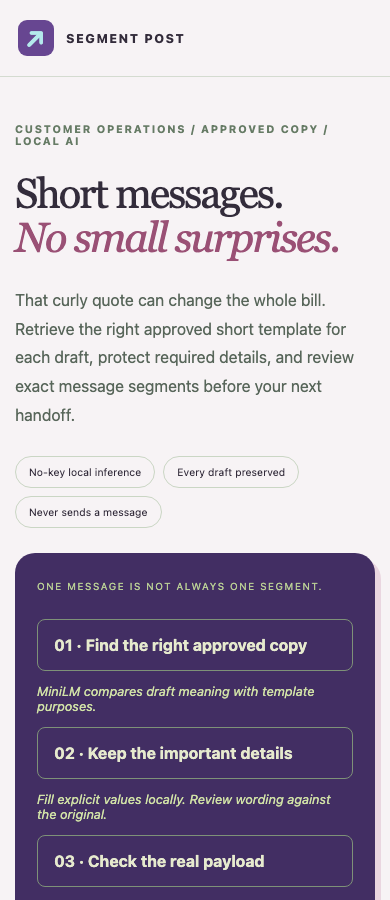 SEGMENT POST
CUSTOMER OPERATIONS / APPROVED COPY /
LOCAL AI
Short messages.
No small surprises.
That curly quote can change the whole bill.
Retrieve the right approved short template for
each draft, protect required details, and review
exact message segments before your next
handoff.
No-key local inference
Every draft preserved
Never sends a message
ONE MESSAGE IS NOT ALWAYS ONE SEGMENT.
01 · Find the right approved copy
MiniLM compares draft meaning with template
purposes.
02 · Keep the important details
Fill explicit values locally. Review wording against
the original.
03 · Check the real payload